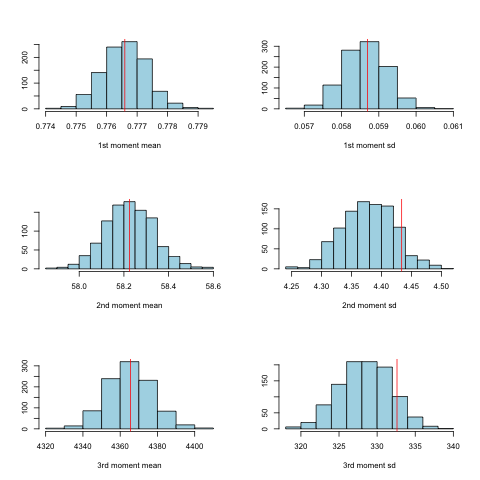 0 100 200
0.774 0.775 0.776 0.777 0.778 0.779
1st moment mean
0 100 200 300
0.057 0.058 0.059 0.060 0.061
1st moment sd
0 50 100
58.0 58.2 58.4 58.6
2nd moment mean
0 50 100 150
4.25 4.30 4.35 4.40 4.45 4.50
2nd moment sd
0 100 200 300
4320 4340 4360 4380 4400
3rd moment mean
0 50 150
320 325 330 335 340
3rd moment sd